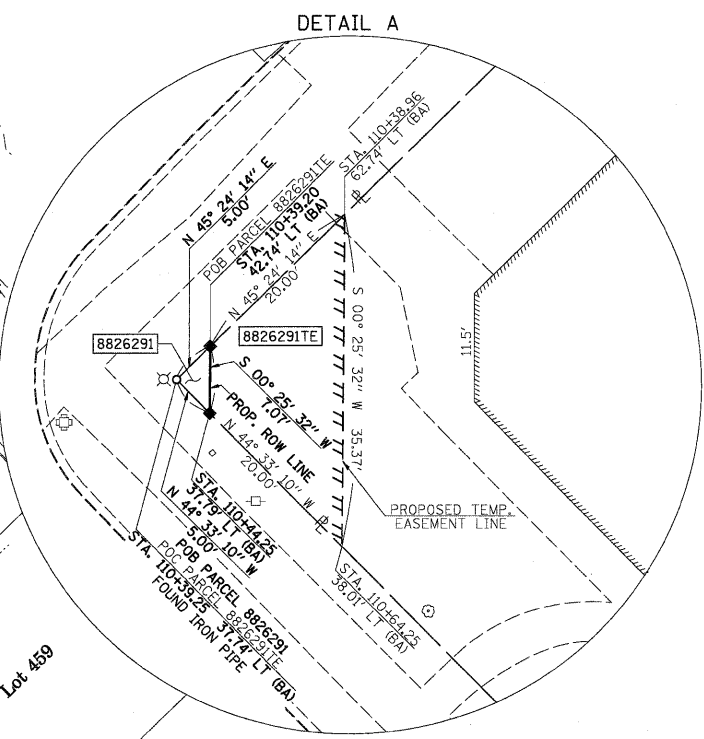 DETAIL A
STA. 110+38.96
62.74' LT (BA)
N 45° 24' 14" E
5.00'
POB PARCEL 8826291TE
STA. 110+39.20
42.74' LT (BA)
N 45° 24' 14" E
20.00'
PL
8826291
8826291TE
S 00° 25' 32" W
7.07'
PROP. ROW LINE
N 44° 33' 10" W
20.00'
PL
S 00° 25' 32" W 35.37'
11.5'
PROPOSED TEMP.
EASEMENT LINE
STA. 110+44.25
37.79' LT (BA)
N 44° 33' 10" W
5.00'
POB PARCEL 8826291
POC PARCEL 8826291TE
STA. 110+39.25 37.74' LT (BA)
FOUND IRON PIPE
STA. 110+64.25
38.01' LT (BA)
Lot 459